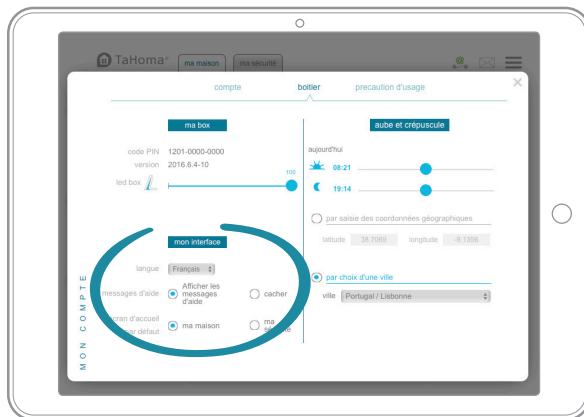 TaHoma®
ma maison
ma sécurité
@
compte
boitier
precaution d'usage
ma box
code PIN 1201-0000-0000
version 2016.6.4-10
led box
100
mon interface
langue Français
messages d'aide
Afficher les
messages
d'aide
cacher
écran d'accueil
par défaut
ma maison
ma
sécurité
MON COMPTE
aube et crépuscule
aujourd'hui
08:21
19:14
par saisie des coordonnées géographiques
latitude 38.7069 longitude -9.1398
par choix d'une ville
ville Portugal / Lisbonne